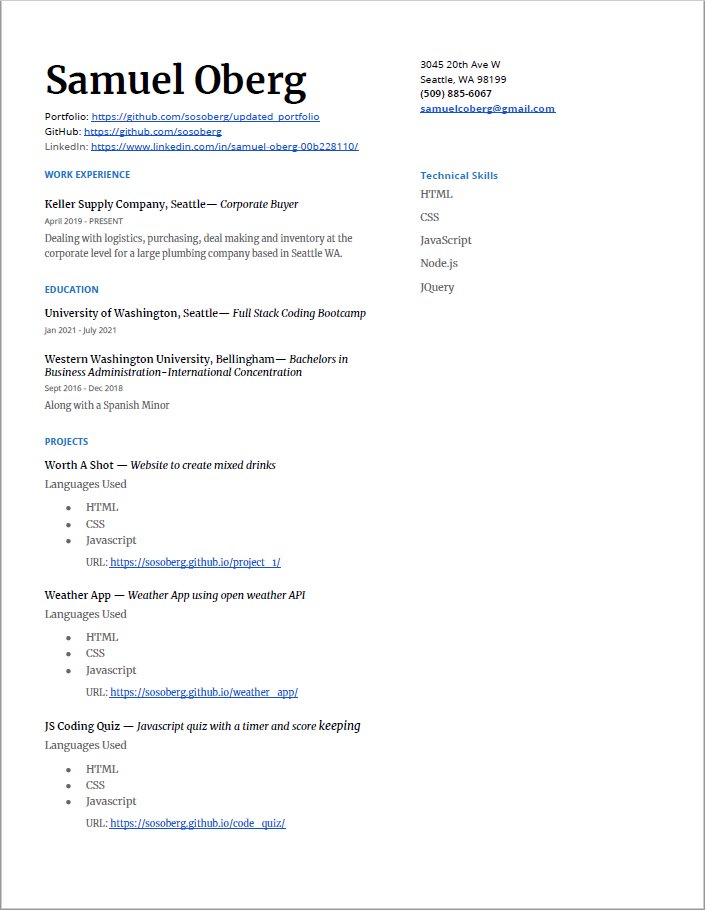 Samuel Oberg
Portfolio: https://github.com/sosoberg/updated_portfolio
GitHub: https://github.com/sosoberg
LinkedIn: https://www.linkedin.com/in/samuel-oberg-00b228110/
3045 20th Ave W
Seattle, WA 98199
(509) 885-6067
samuelcoberg@gmail.com
WORK EXPERIENCE
Keller Supply Company, Seattle— Corporate Buyer
April 2019 - PRESENT
Dealing with logistics, purchasing, deal making and inventory at the
corporate level for a large plumbing company based in Seattle WA.
EDUCATION
University of Washington, Seattle— Full Stack Coding Bootcamp
Jan 2021 - July 2021
Western Washington University, Bellingham— Bachelors in
Business Administration-International Concentration
Sept 2016 - Dec 2018
Along with a Spanish Minor
PROJECTS
Worth A Shot — Website to create mixed drinks
Languages Used
● HTML
● CSS
● Javascript
URL: https://sosoberg.github.io/project_1/
Weather App — Weather App using open weather API
Languages Used
● HTML
● CSS
● Javascript
URL: https://sosoberg.github.io/weather_app/
JS Coding Quiz — Javascript quiz with a timer and score keeping
Languages Used
● HTML
● CSS
● Javascript
URL: https://sosoberg.github.io/code_quiz/
Technical Skills
HTML
CSS
JavaScript
Node.js
JQuery